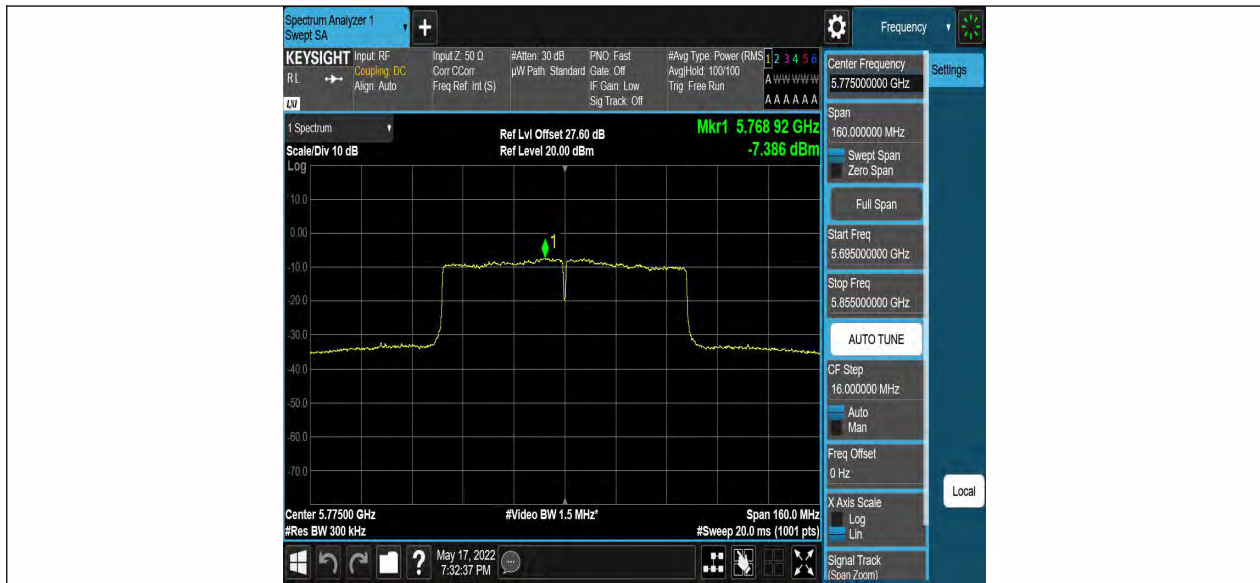 Spectrum Analyzer 1
Swept SA
+
Frequency
KEYSIGHT
RL
LXI
Input: RF
Coupling: DC
Align: Auto
Input Z: 50 Ω
Corr CCorr
Freq Ref: Int (S)
#Atten: 30 dB
µW Path: Standard
PNO: Fast
Gate: Off
IF Gain: Low
Sig Track: Off
#Avg Type: Power (RMS
Avg|Hold: 100/100
Trig: Free Run
1 2 3 4 5 6
A W W W W W
A A A A A A
1 Spectrum
Scale/Div 10 dB
Ref Lvl Offset 27.60 dB
Ref Level 20.00 dBm
Mkr1 5.768 92 GHz
-7.386 dBm
Log
10.0
0.00
-10.0
-20.0
-30.0
-40.0
-50.0
-60.0
-70.0
1
Center 5.77500 GHz
#Res BW 300 kHz
#Video BW 1.5 MHz*
Span 160.0 MHz
#Sweep 20.0 ms (1001 pts)
Center Frequency
5.775000000 GHz
Settings
Span
160.000000 MHz
Swept Span
Zero Span
Full Span
Start Freq
5.695000000 GHz
Stop Freq
5.855000000 GHz
AUTO TUNE
CF Step
16.000000 MHz
Auto
Man
Freq Offset
0 Hz
X Axis Scale
Log
Lin
Local
Signal Track
(Span Zoom)
?
May 17, 2022
7:32:37 PM